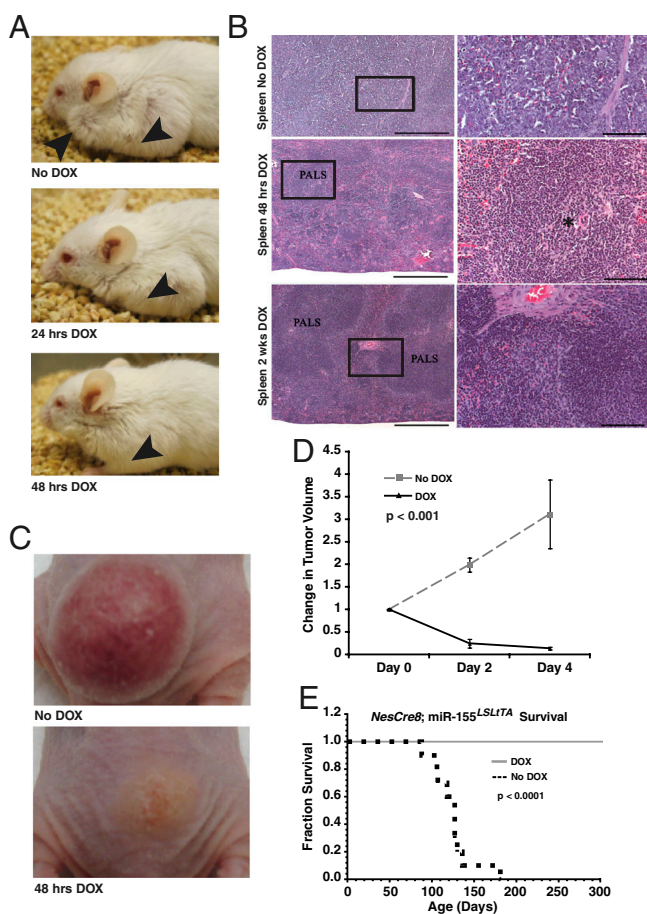 A
No DOX
24 hrs DOX
48 hrs DOX
B
Spleen No DOX
Spleen 48 hrs DOX
PALS
*
Spleen 2 wks DOX
PALS
PALS
C
No DOX
48 hrs DOX
D
Change in Tumor Volume
4.5
4
3.5
3
2.5
2
1.5
1
0.5
0
No DOX
DOX
p < 0.001
Day 0 Day 2 Day 4
E
NesCre8; miR-155LSLtTA Survival
Fraction Survival
1.2
1.0
0.8
0.6
0.4
0.2
0.0
DOX
No DOX
p < 0.0001
0 50 100 150 200 250 300
Age (Days)